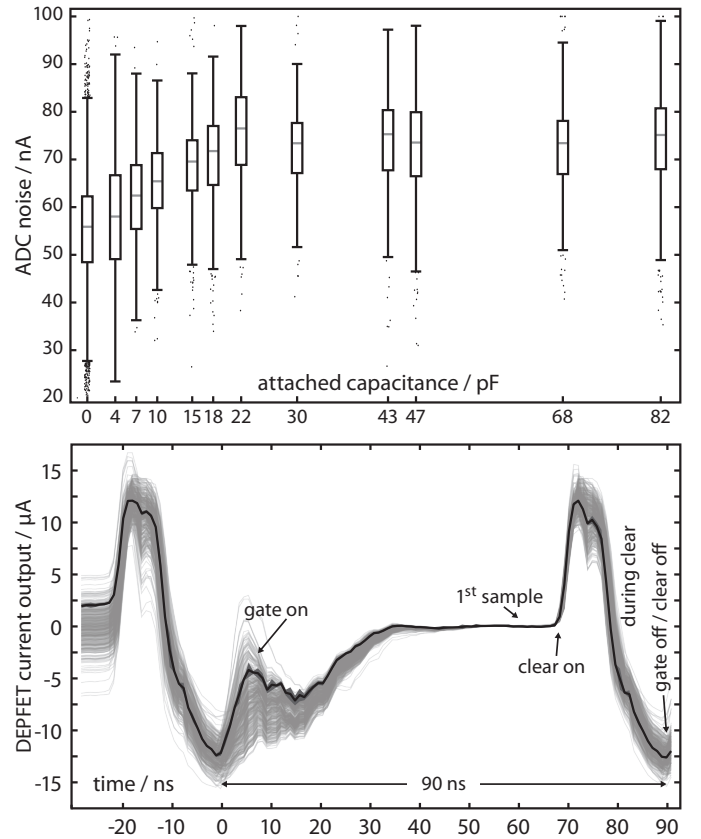 100
90
80
70
60
50
40
30
20
ADC noise / nA
attached capacitance / pF
0 4 7 10 15 18 22 30 43 47 68 82
15
10
5
0
-5
-10
-15
DEPFET current output / µA
gate on
1st sample
clear on
during clear
gate off / clear off
time / ns
90 ns
-20 -10 0 10 20 30 40 50 60 70 80 90